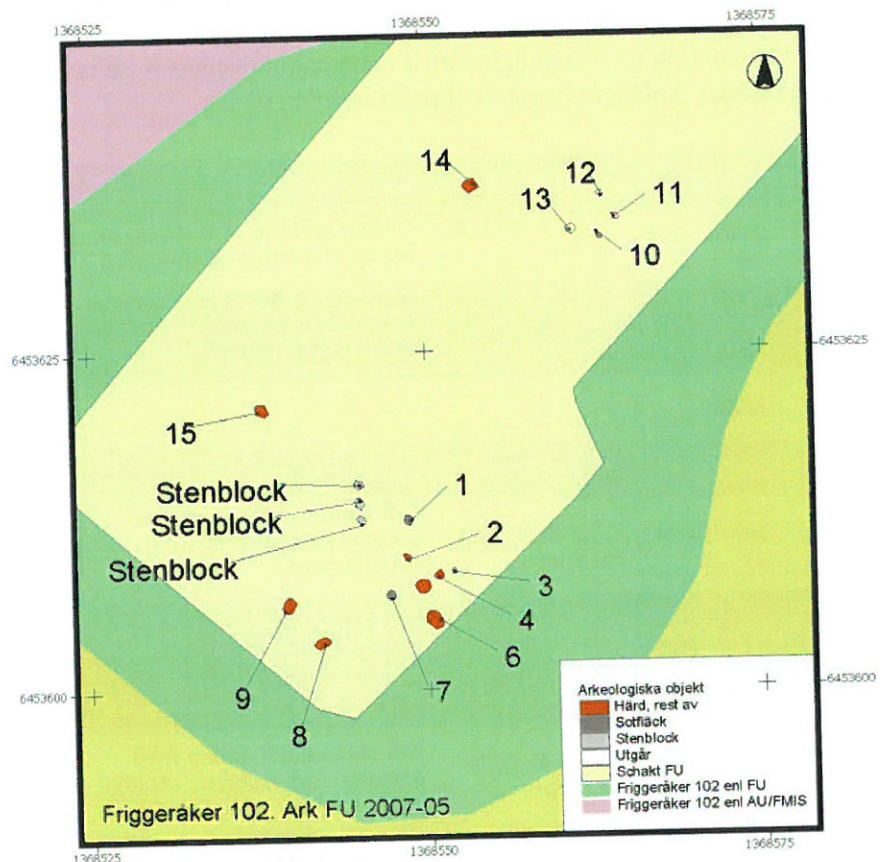 1368525
1368550
1368575
14
12
11
13
10
6453625
6453625
15
Stenblock
1
Stenblock
2
Stenblock
3
4
6
9
7
8
6453600
6453600
Arkeologiska objekt
Härd, rest av
Sotfläck
Stenblock
Utgår
Schakt FU
Friggeråker 102 enl FU
Friggeråker 102 enl AU/FMIS
Friggeråker 102. Ark FU 2007-05
1368525
1368550
1368575